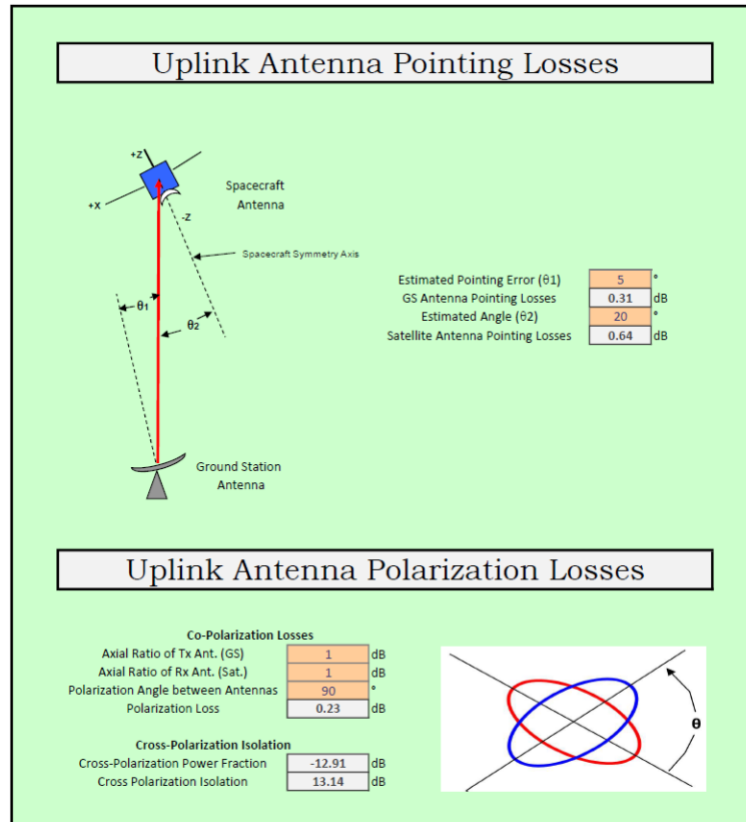 Uplink Antenna Pointing Losses
+Z
+X
-Z
Spacecraft
Antenna
Spacecraft Symmetry Axis
θ1
θ2
Estimated Pointing Error (θ1) 5 °
GS Antenna Pointing Losses 0.31 dB
Estimated Angle (θ2) 20 °
Satellite Antenna Pointing Losses 0.64 dB
Ground Station
Antenna
Uplink Antenna Polarization Losses
Co-Polarization Losses
Axial Ratio of Tx Ant. (GS) 1 dB
Axial Ratio of Rx Ant. (Sat.) 1 dB
Polarization Angle between Antennas 90 °
Polarization Loss 0.23 dB
Cross-Polarization Isolation
Cross-Polarization Power Fraction -12.91 dB
Cross Polarization Isolation 13.14 dB
θ